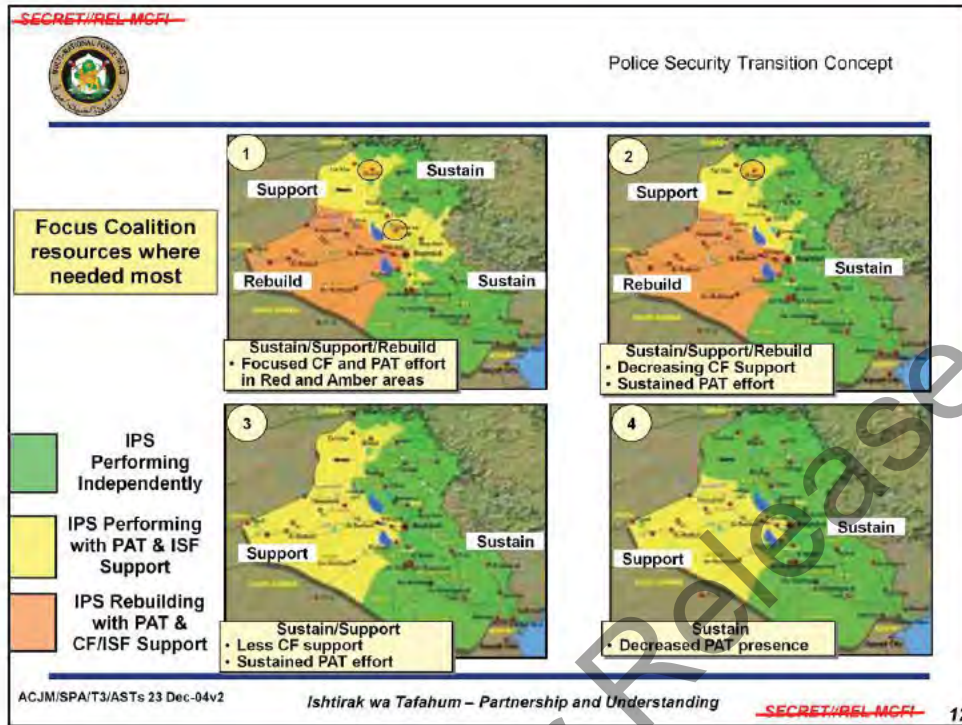 SECRET//REL MCFI
Police Security Transition Concept
Focus Coalition
resources where
needed most
1
Support
Sustain
Rebuild
Sustain
Baghdad
Sustain/Support/Rebuild
• Focused CF and PAT effort
in Red and Amber areas
2
Support
Sustain
Rebuild
Sustain
Sustain/Support/Rebuild
• Decreasing CF Support
• Sustained PAT effort
3
Support
Sustain
Sustain/Support
• Less CF support
• Sustained PAT effort
4
Support
Sustain
Sustain
• Decreased PAT presence
IPS
Performing
Independently
IPS Performing
with PAT & ISF
Support
IPS Rebuilding
with PAT &
CF/ISF Support
Release
ACJM/SPA/T3/ASTs 23 Dec-04v2
Ishtirak wa Tafahum – Partnership and Understanding
SECRET//REL MCFI